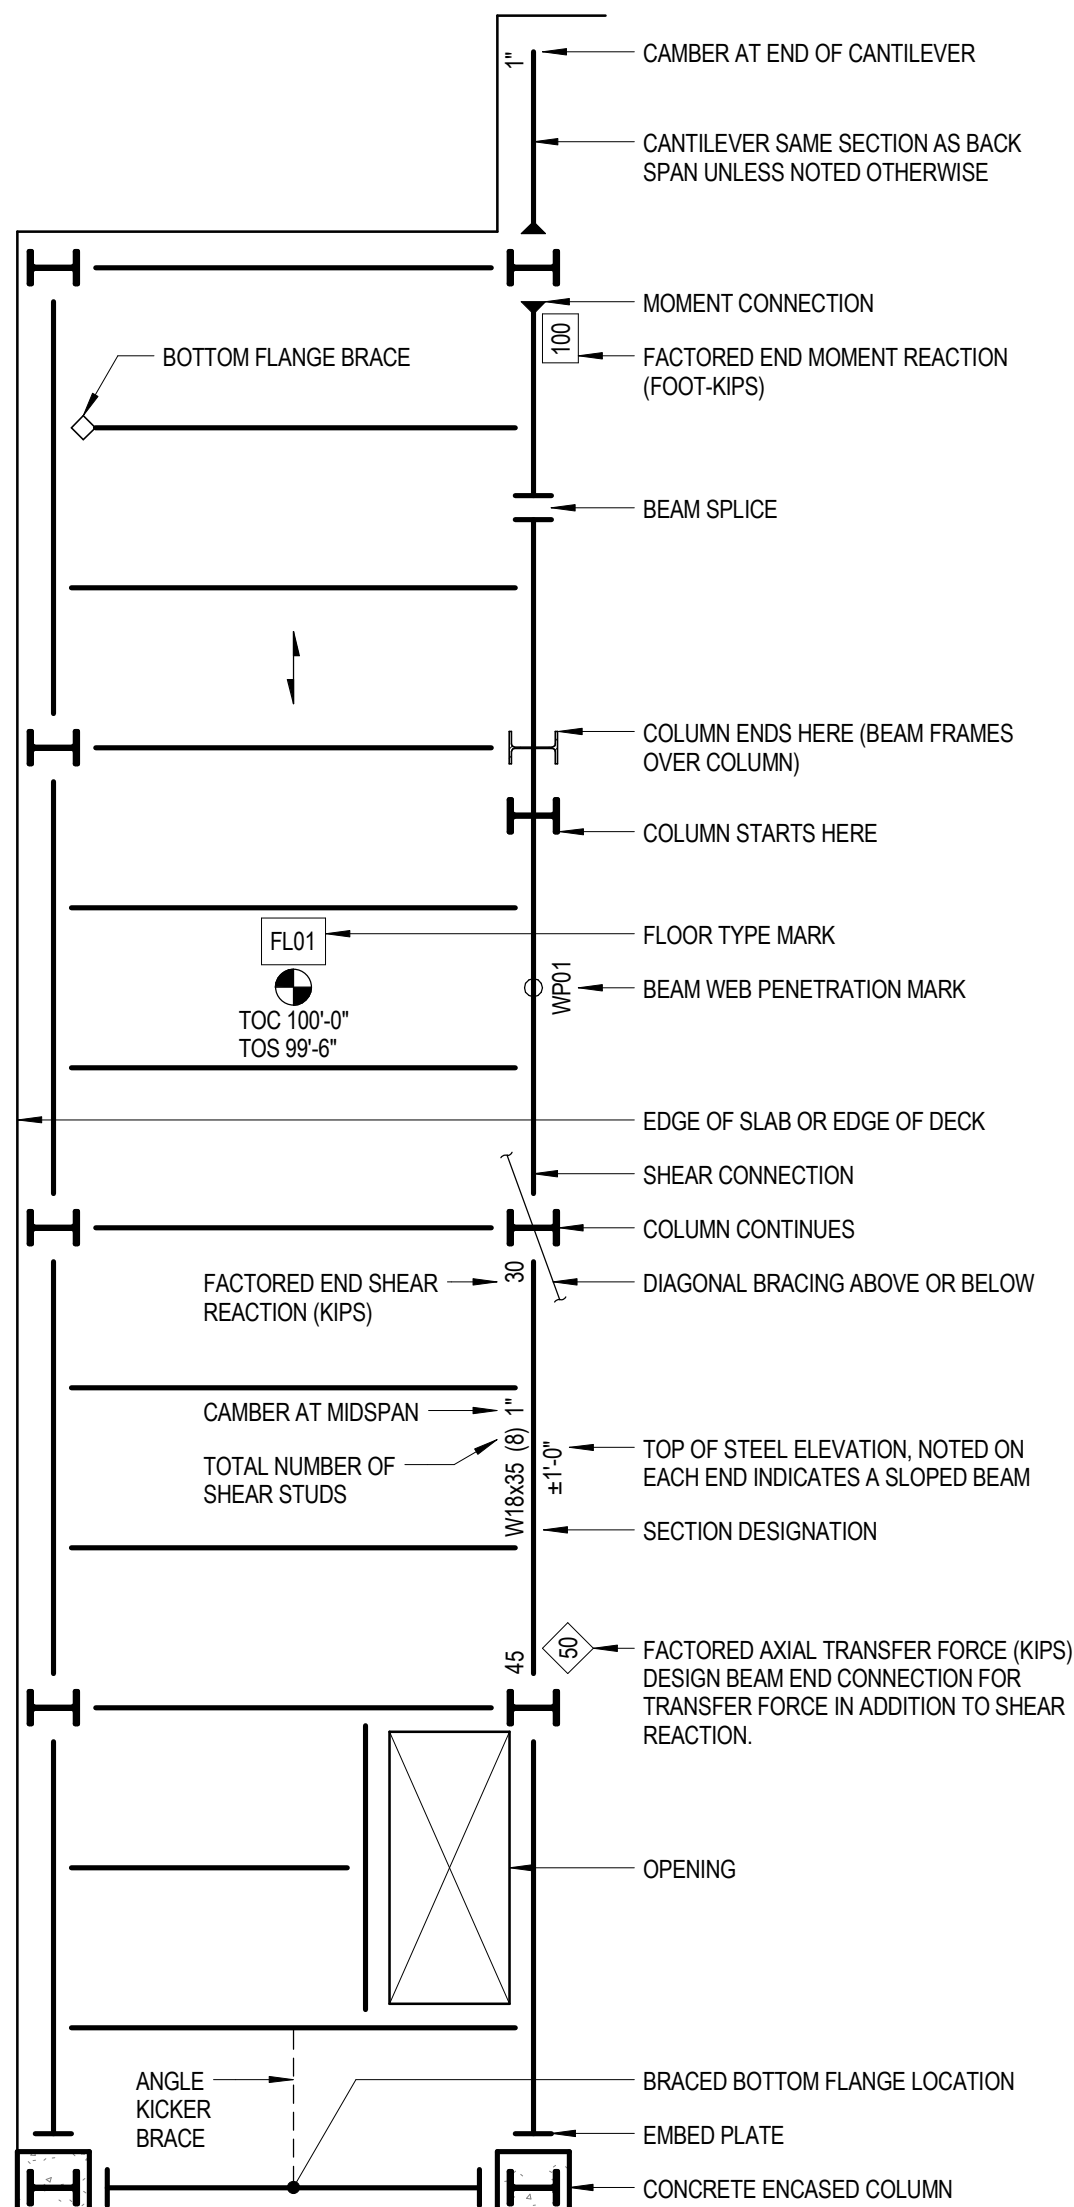 1"
CAMBER AT END OF CANTILEVER
CANTILEVER SAME SECTION AS BACK
SPAN UNLESS NOTED OTHERWISE
MOMENT CONNECTION
100
FACTORED END MOMENT REACTION
(FOOT-KIPS)
BOTTOM FLANGE BRACE
BEAM SPLICE
COLUMN ENDS HERE (BEAM FRAMES
OVER COLUMN)
COLUMN STARTS HERE
FL01
FLOOR TYPE MARK
WP01
BEAM WEB PENETRATION MARK
TOC 100'-0"
TOS 99'-6"
EDGE OF SLAB OR EDGE OF DECK
SHEAR CONNECTION
COLUMN CONTINUES
FACTORED END SHEAR
REACTION (KIPS)
30
DIAGONAL BRACING ABOVE OR BELOW
CAMBER AT MIDSPAN
TOTAL NUMBER OF
SHEAR STUDS
W18x35 (8) 1"
±1'-0"
TOP OF STEEL ELEVATION, NOTED ON
EACH END INDICATES A SLOPED BEAM
SECTION DESIGNATION
45
50
FACTORED AXIAL TRANSFER FORCE (KIPS)
DESIGN BEAM END CONNECTION FOR
TRANSFER FORCE IN ADDITION TO SHEAR
REACTION.
OPENING
ANGLE
KICKER
BRACE
BRACED BOTTOM FLANGE LOCATION
EMBED PLATE
CONCRETE ENCASED COLUMN